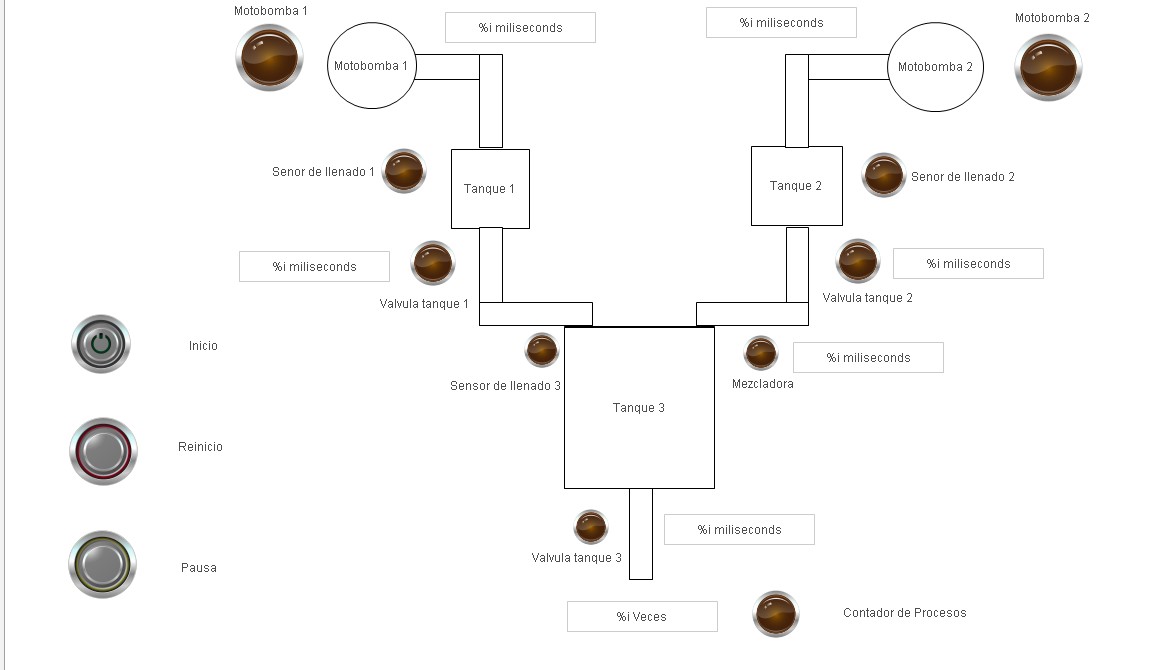 Motobomba 1
%i miliseconds
%i miliseconds
Motobomba 2
Motobomba 1
Motobomba 2
Senor de llenado 1
Tanque 1
Tanque 2
Senor de llenado 2
%i miliseconds
%i miliseconds
Valvula tanque 1
Valvula tanque 2
Inicio
%i miliseconds
Sensor de llenado 3
Mezcladora
Tanque 3
Reinicio
%i miliseconds
Valvula tanque 3
Pausa
%i Veces
Contador de Procesos